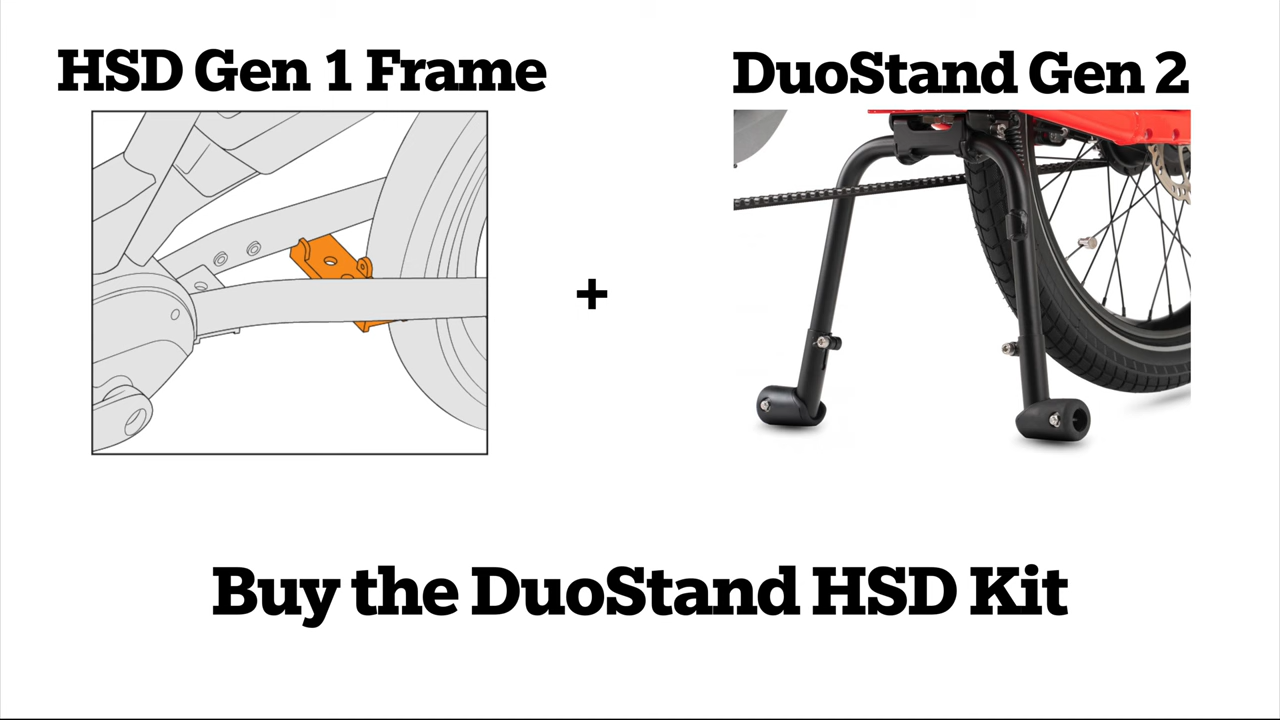 HSD Gen 1 Frame
DuoStand Gen 2
+
Buy the DuoStand HSD Kit